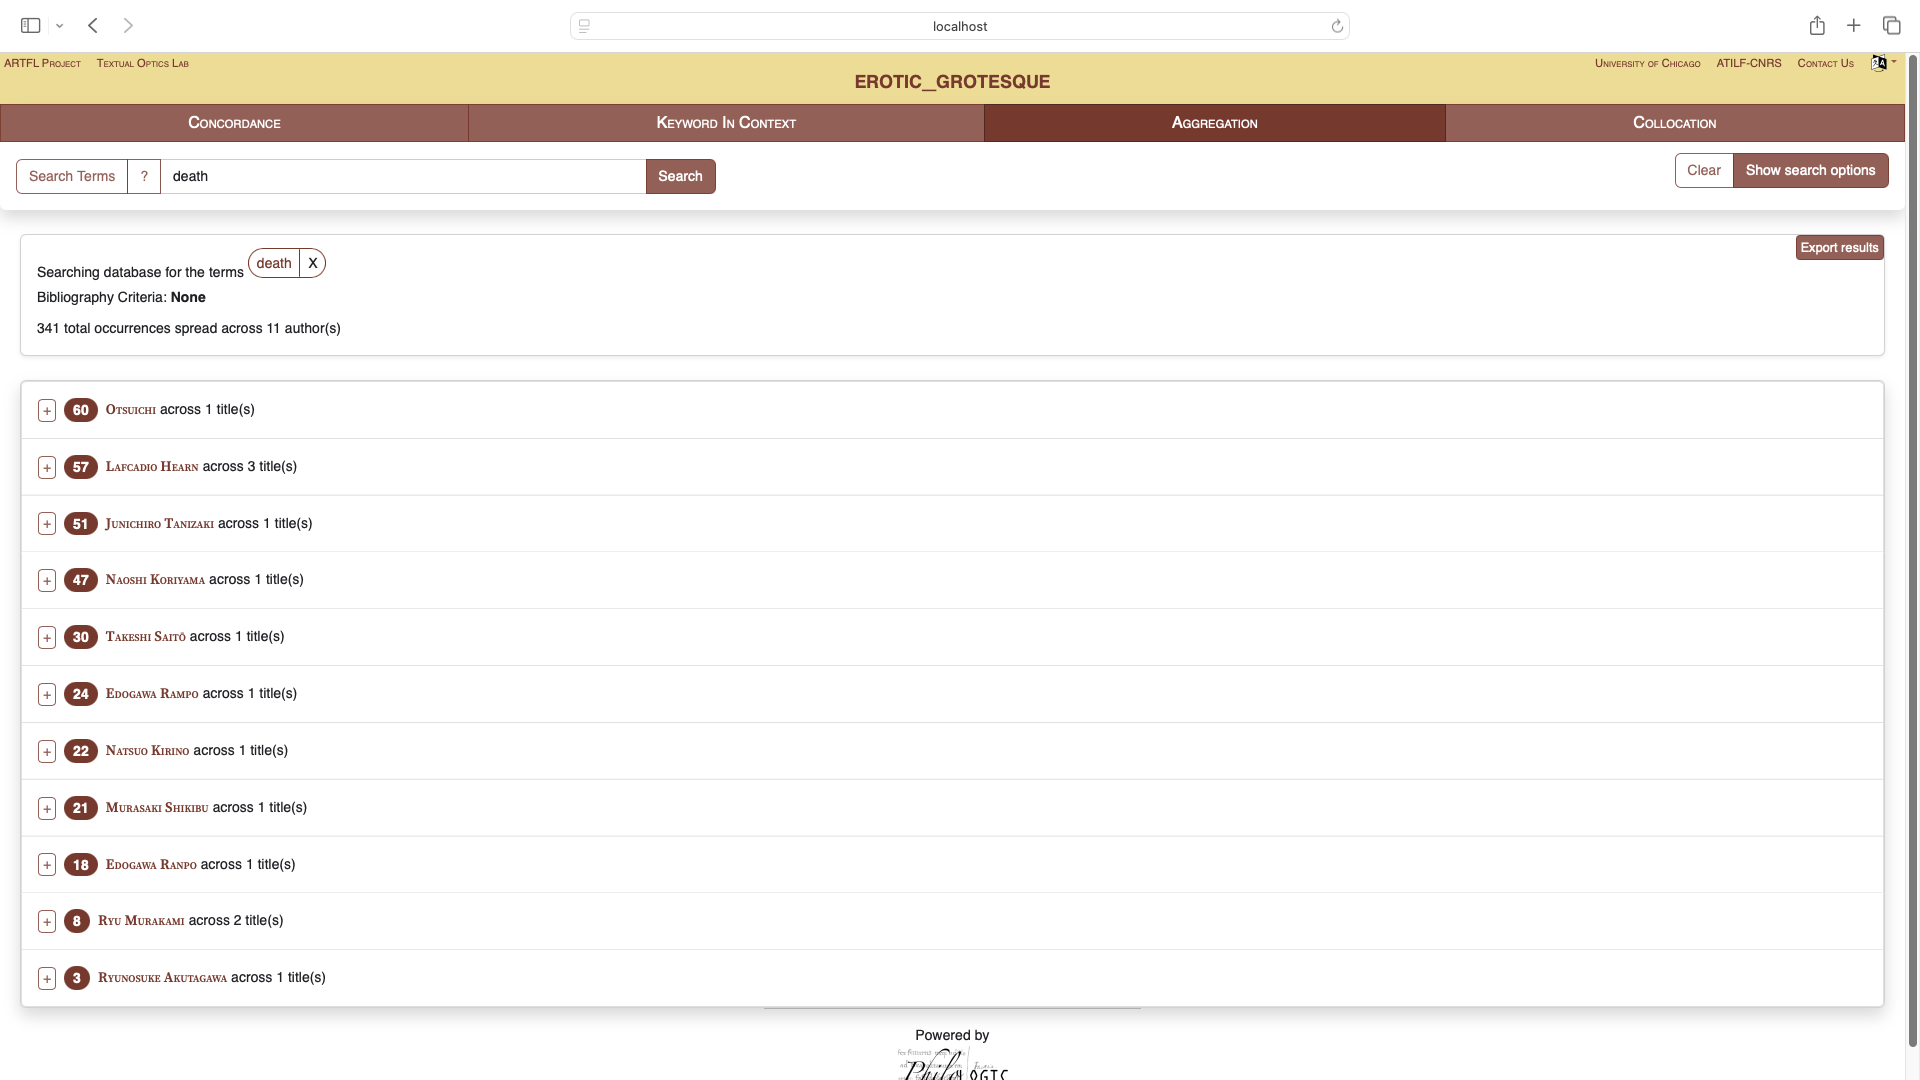 localhost
ARTFL Project Textual Optics Lab
University of Chicago ATILF-CNRS Contact Us
EROTIC_GROTESQUE
Concordance Keyword In Context Aggregation Collocation
Search Terms ? death Search Clear Show search options
Export results
Searching database for the terms death X
Bibliography Criteria: None
341 total occurrences spread across 11 author(s)
+ 60 Otsuichi across 1 title(s)
+ 57 Lafcadio Hearn across 3 title(s)
+ 51 Junichiro Tanizaki across 1 title(s)
+ 47 Naoshi Koriyama across 1 title(s)
+ 30 Takeshi Saitō across 1 title(s)
+ 24 Edogawa Rampo across 1 title(s)
+ 22 Natsuo Kirino across 1 title(s)
+ 21 Murasaki Shikibu across 1 title(s)
+ 18 Edogawa Ranpo across 1 title(s)
+ 8 Ryu Murakami across 2 title(s)
+ 3 Ryunosuke Akutagawa across 1 title(s)
Powered by
PhiloLOGIC